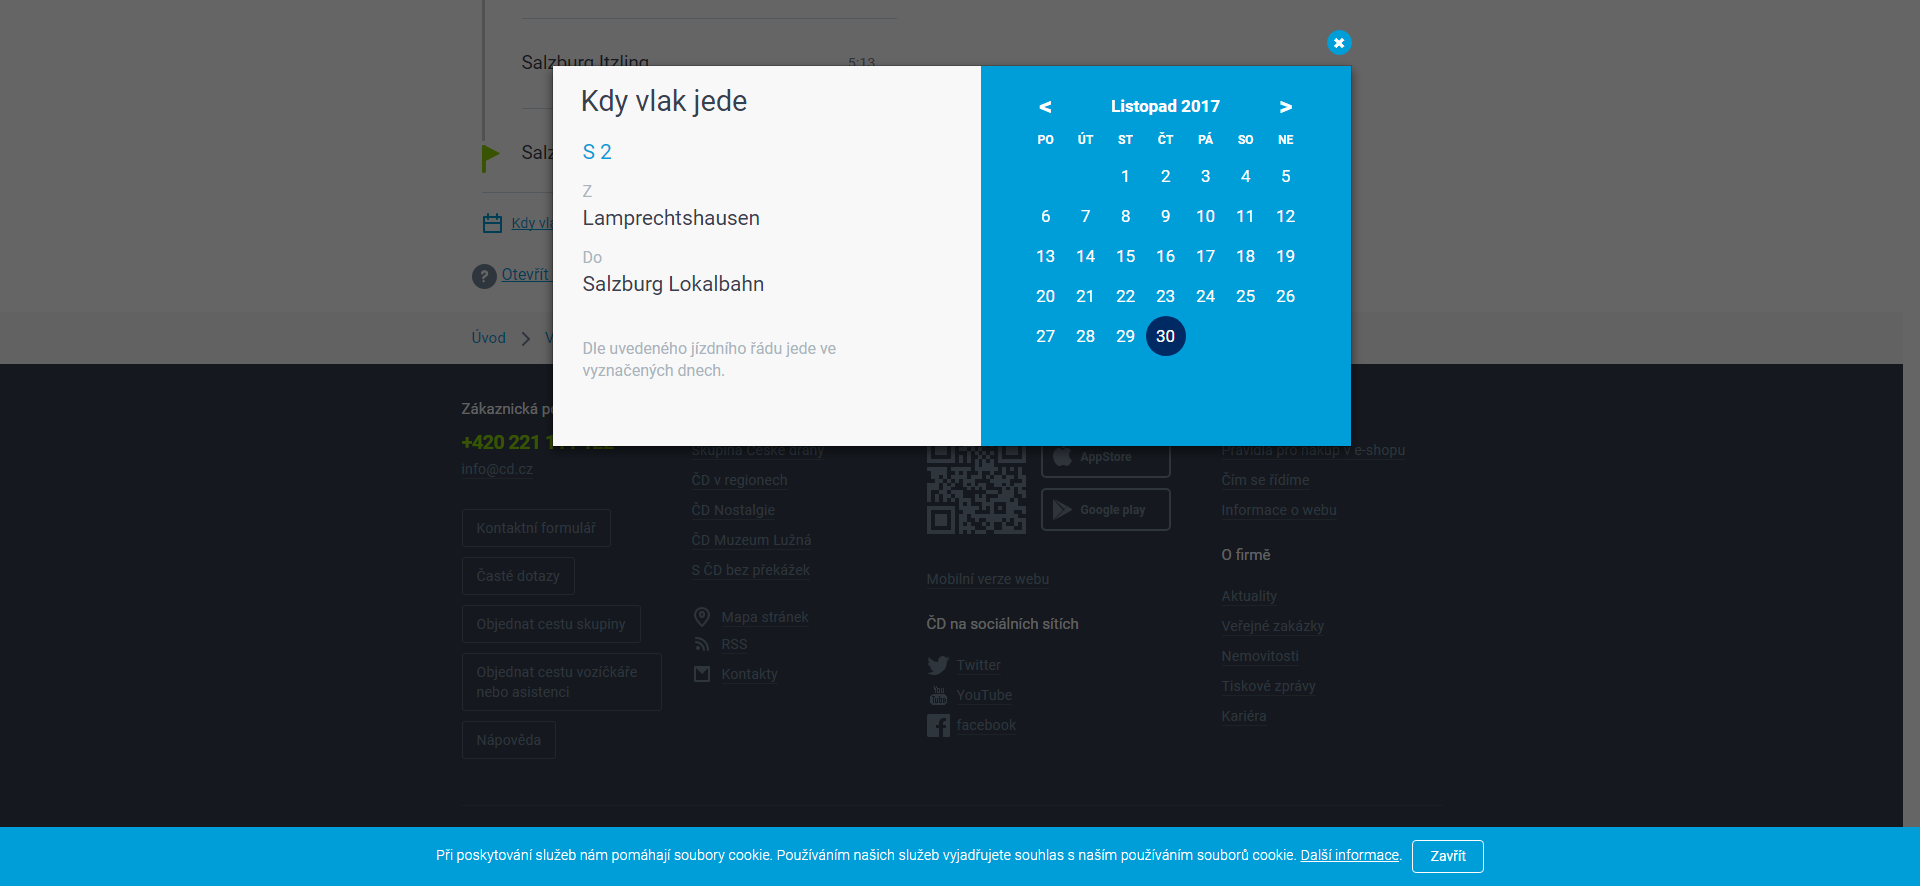 Salzburg Itzling
5:13
Kdy vlak jede
S 2
Z
Lamprechtshausen
Do
Salzburg Lokalbahn
Dle uvedeného jízdního řádu jede ve
vyznačených dnech.
< Listopad 2017 >
PO ÚT ST ČT PÁ SO NE
1 2 3 4 5
6 7 8 9 10 11 12
13 14 15 16 17 18 19
20 21 22 23 24 25 26
27 28 29 30
Kdy
Otevřít
?
Úvod
Zákaznická
+420 221
info@cd.cz
Kontaktní formulář
Časté dotazy
Objednat cestu skupiny
Objednat cestu vozíčkáře
nebo asistenci
Nápověda
Skupina České dráhy
ČD v regionech
ČD Nostalgie
ČD Muzeum Lužná
S ČD bez překážek
Mapa stránek
RSS
Kontakty
AppStore
Google play
Mobilní verze webu
ČD na sociálních sítích
Twitter
YouTube
facebook
Pravidla pro nákup v e-shopu
Čím se řídíme
Informace o webu
O firmě
Aktuality
Veřejné zakázky
Nemovitosti
Tiskové zprávy
Kariéra
Při poskytování služeb nám pomáhají soubory cookie. Používáním našich služeb vyjadřujete souhlas s naším používáním souborů cookie. Další informace.
Zavřít